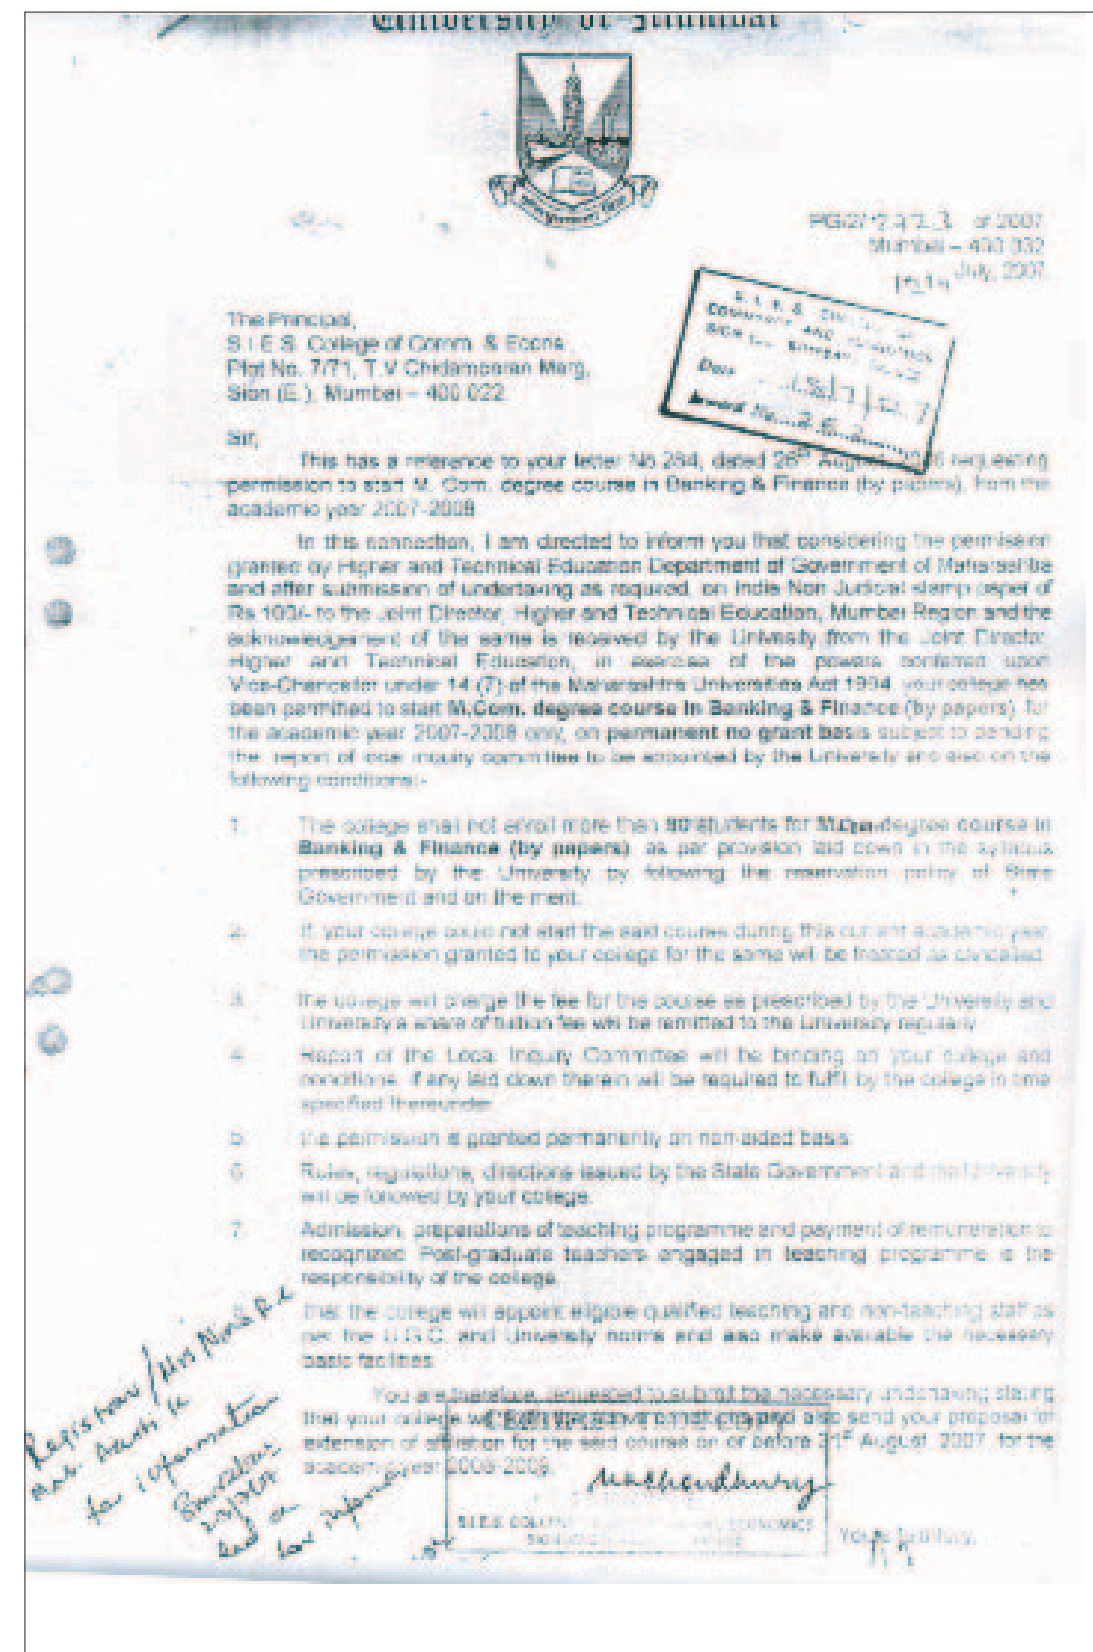 University of Mumbai
of 2007
Mumbai – 400 032
July, 2007
The Principal,
S.I.E.S. College of Comm. & Econs.
Plot No. 7/71, T.V Chidambaran Marg,
Sion (E.), Mumbai – 400 022
Date
Inward No. 262
Sir,
This has a reference to your letter No.284, dated 26th requesting
permission to start M. Com. degree course in Banking & Finance (by papers), from the
academic year 2007-2008
In this connection, I am directed to inform you that considering the permission
granted by Higher and Technical Education Department of Government of Maharashtra
and after submission of undertaking as required, on India Non Judicial stamp paper of
Rs.100/- to the Joint Director, Higher and Technical Education, Mumbai Region and the
acknowledgement of the same is received by the University from the Joint Director
Higher and Technical Education, in exercise of the powers conferred upon
Vice-Chancellor under 14 (7) of the Maharashtra Universities Act 1994, your college has
been permitted to start M.Com. degree course in Banking & Finance (by papers) for
the academic year 2007-2008 only, on permanent no grant basis subject to pending
the report of local inquiry committee to be appointed by the University and also on the
following conditions:-
1. The college shall not enroll more than students for degree course in
Banking & Finance (by papers) as per provision laid down in the syllabus
prescribed by the University by following the reservation policy of State
Government and on the merit.
2. If, your college could not start the said course during this current academic year,
the permission granted to your college for the same will be treated as cancelled.
3. the college will charge the fee for the course as prescribed by the University and
University's share of tuition fee will be remitted to the University regularly
4. Report of the Local Inquiry Committee will be binding on your college and
conditions, if any laid down therein will be required to fulfil by the college in time
specified thereunder.
5. the permission is granted permanently on non-aided basis
6. Rules, regulations, directions issued by the State Government and the University
will be followed by your college.
7. Admission, preparations of teaching programme and payment of remuneration to
recognized Post-graduate teachers engaged in teaching programme is the
responsibility of the college.
8. that the college will appoint eligible qualified teaching and non-teaching staff as
per the U.G.C. and University norms and also make available the necessary
basic facilities
You are therefore, requested to submit the necessary undertaking stating
that your college will conditions and also send your proposal for
extension of affiliation for the said course on or before 31st August, 2007, for the
academic year 2008-2009.
Registrar/Mrs
for information
S.I.E.S COLLEGE ECONOMICS
Yours faithfully,